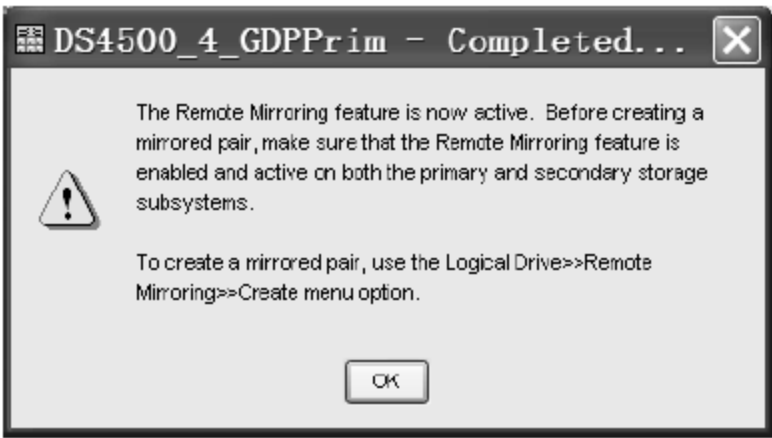 DS4500_4_GDPPrim - Completed...
The Remote Mirroring feature is now active. Before creating a
mirrored pair, make sure that the Remote Mirroring feature is
enabled and active on both the primary and secondary storage
subsystems.
To create a mirrored pair, use the Logical Drive>>Remote
Mirroring>>Create menu option.
OK